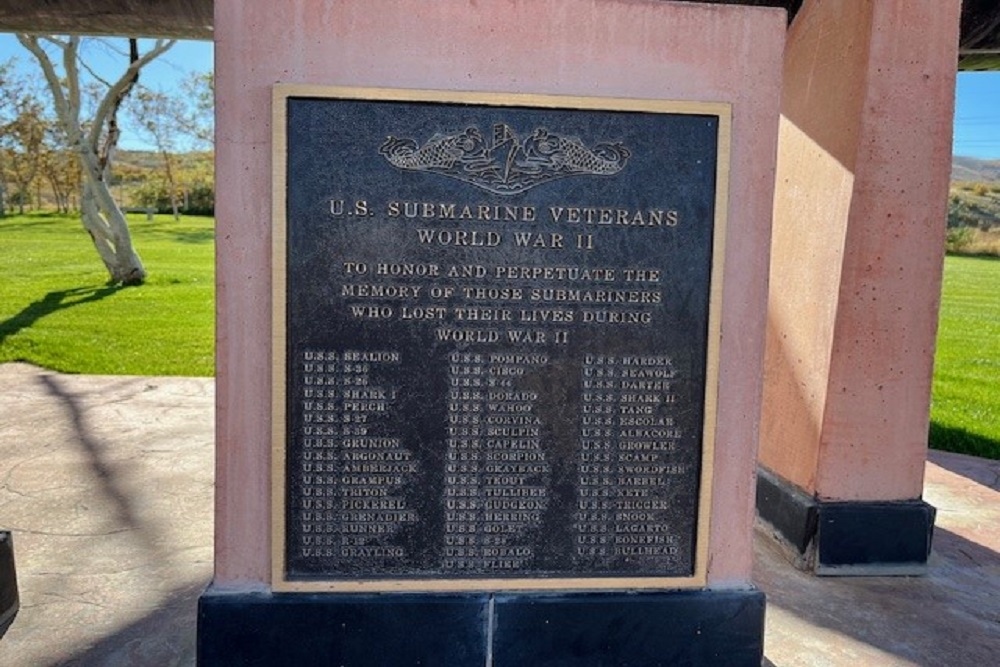 U.S. SUBMARINE VETERANS
WORLD WAR II
TO HONOR AND PERPETUATE THE
MEMORY OF THOSE SUBMARINERS
WHO LOST THEIR LIVES DURING
WORLD WAR II
U.S.S. SEALION
U.S.S. S-36
U.S.S. S-26
U.S.S. SHARK I
U.S.S. PERCH
U.S.S. S-27
U.S.S. S-39
U.S.S. GRUNION
U.S.S. ARGONAUT
U.S.S. AMBERJACK
U.S.S. GRAMPUS
U.S.S. TRITON
U.S.S. PICKEREL
U.S.S. GRENADIER
U.S.S. RUNNER
U.S.S. R-12
U.S.S. GRAYLING
U.S.S. POMPANO
U.S.S. CISCO
U.S.S. S-44
U.S.S. DORADO
U.S.S. WAHOO
U.S.S. CORVINA
U.S.S. SCULPIN
U.S.S. CAPELIN
U.S.S. SCORPION
U.S.S. GRAYBACK
U.S.S. TROUT
U.S.S. TULLIBEE
U.S.S. GUDGEON
U.S.S. HERRING
U.S.S. GOLET
U.S.S. S-28
U.S.S. ROBALO
U.S.S. FLIER
U.S.S. HARDER
U.S.S. SEAWOLF
U.S.S. DARTER
U.S.S. SHARK II
U.S.S. TANG
U.S.S. ESCOLAR
U.S.S. ALBACORE
U.S.S. GROWLER
U.S.S. SCAMP
U.S.S. SWORDFISH
U.S.S. BARBEL
U.S.S. KETE
U.S.S. TRIGGER
U.S.S. SNOOK
U.S.S. LAGARTO
U.S.S. BONEFISH
U.S.S. BULLHEAD